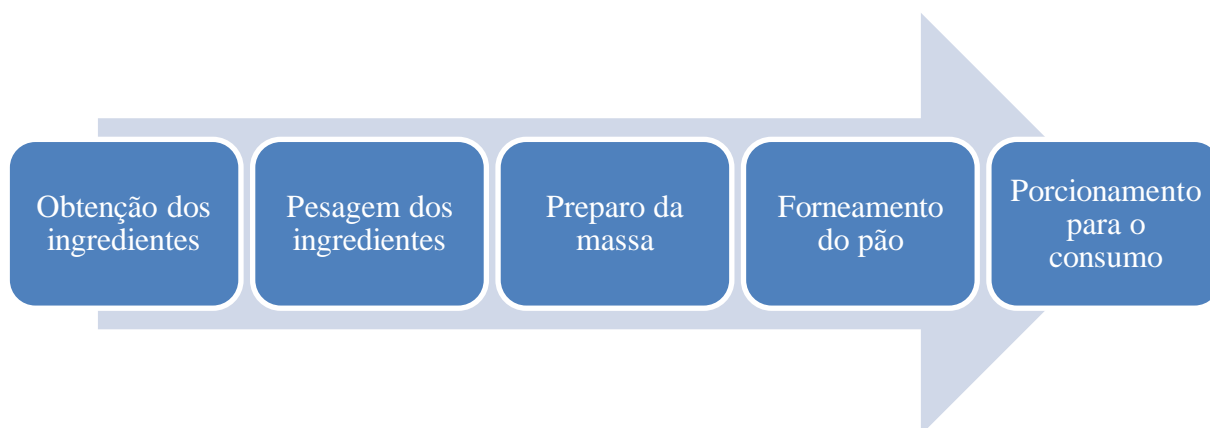 Obtenção dos
ingredientes
Pesagem dos
ingredientes
Preparo da
massa
Forneamento
do pão
Porcionamento
para o
consumo